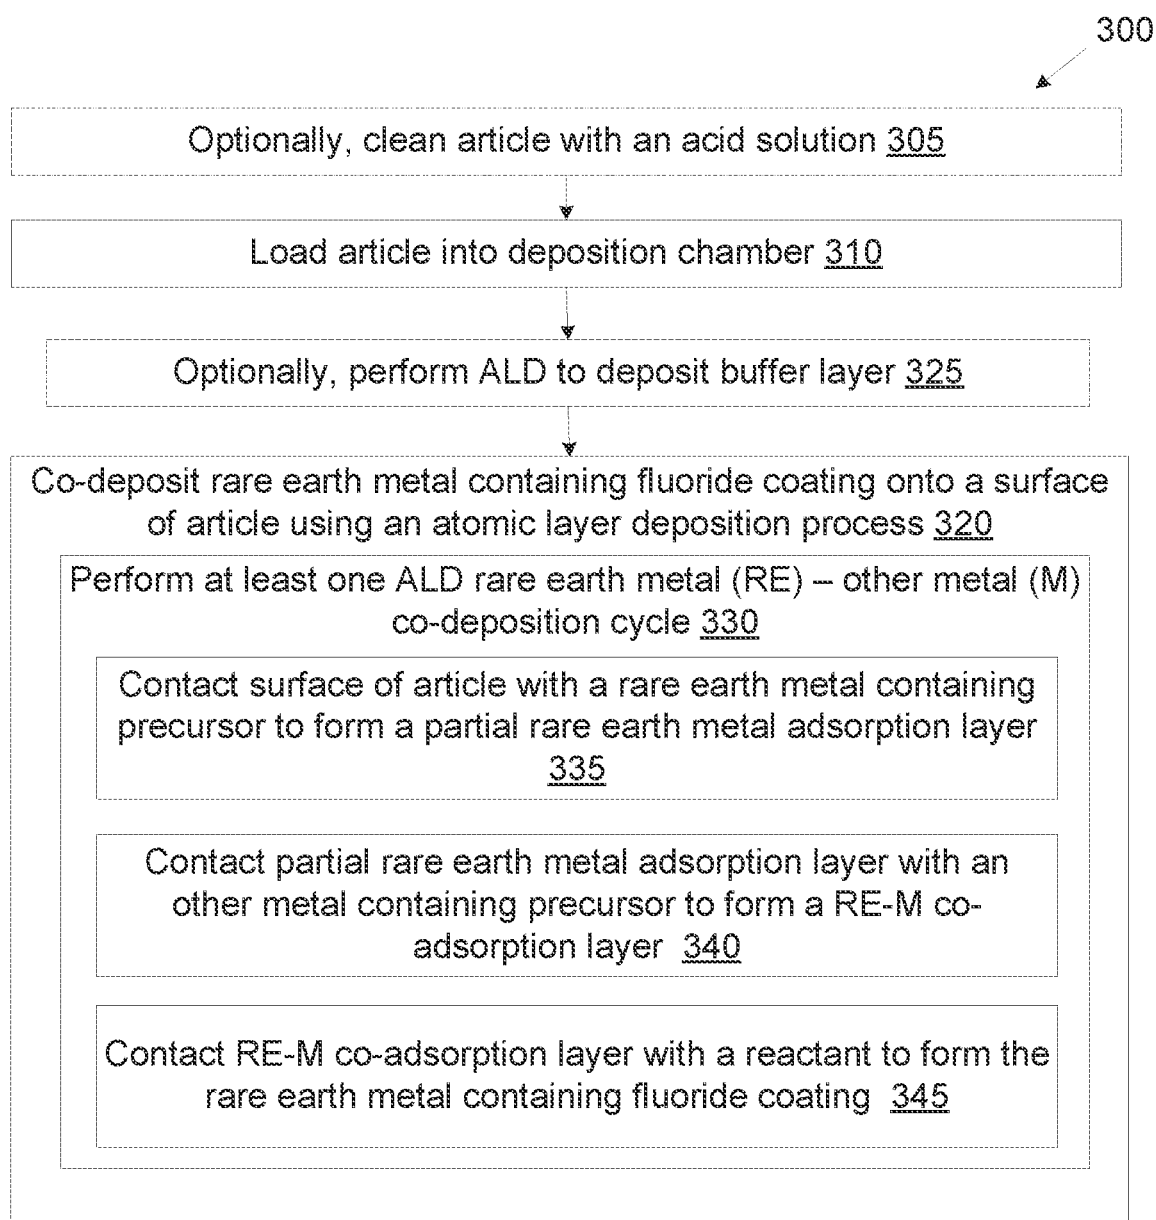 300
Optionally, clean article with an acid solution 305
Load article into deposition chamber 310
Optionally, perform ALD to deposit buffer layer 325
Co-deposit rare earth metal containing fluoride coating onto a surface
of article using an atomic layer deposition process 320
Perform at least one ALD rare earth metal (RE) – other metal (M)
co-deposition cycle 330
Contact surface of article with a rare earth metal containing
precursor to form a partial rare earth metal adsorption layer
335
Contact partial rare earth metal adsorption layer with an
other metal containing precursor to form a RE-M co-
adsorption layer 340
Contact RE-M co-adsorption layer with a reactant to form the
rare earth metal containing fluoride coating 345